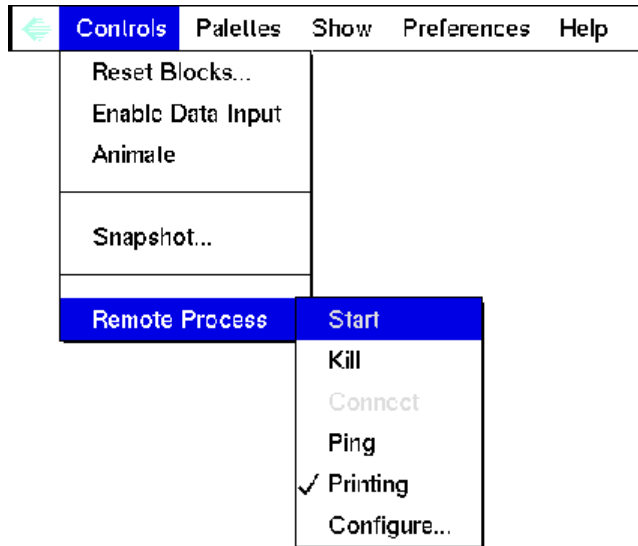 Controls Palettes Show Preferences Help
Reset Blocks...
Enable Data Input
Animate
Snapshot...
Remote Process Start
Kill
Connect
Ping
✓ Printing
Configure...